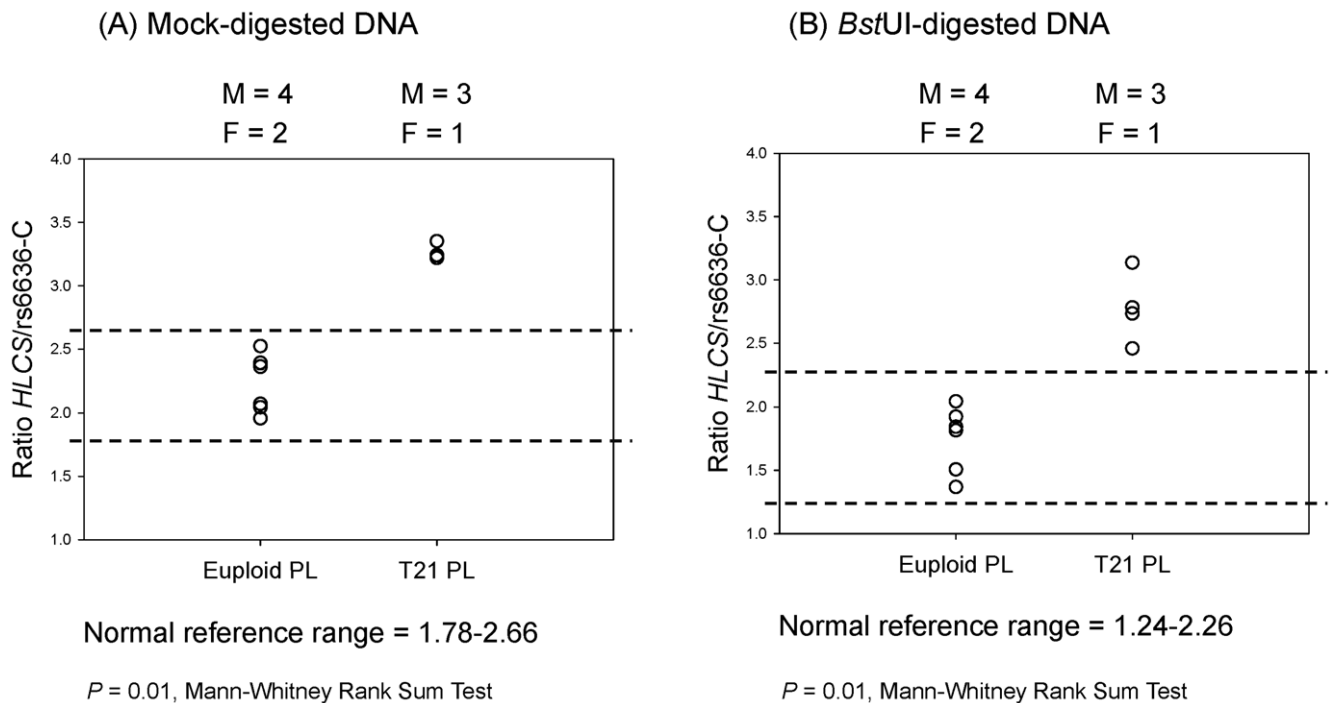 (A) Mock-digested DNA
M = 4 M = 3
F = 2 F = 1
Ratio HLCS/rs6636-C
4.0
3.5
3.0
2.5
2.0
1.5
1.0
Euploid PL T21 PL
Normal reference range = 1.78-2.66
P = 0.01, Mann-Whitney Rank Sum Test
(B) BstUI-digested DNA
M = 4 M = 3
F = 2 F = 1
Ratio HLCS/rs6636-C
4.0
3.5
3.0
2.5
2.0
1.5
1.0
Euploid PL T21 PL
Normal reference range = 1.24-2.26
P = 0.01, Mann-Whitney Rank Sum Test